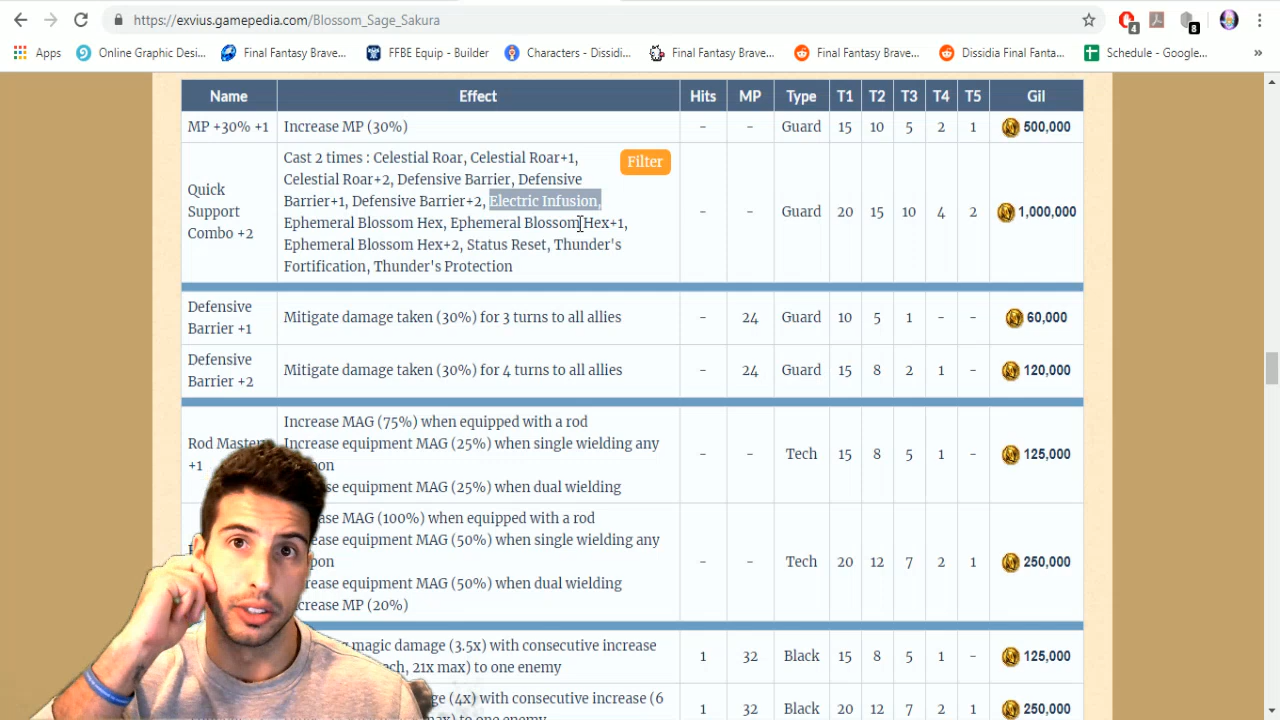 https://exvius.gamepedia.com/Blossom_Sage_Sakura
4
8
Apps Online Graphic Desi... Final Fantasy Brave... FFBE Equip - Builder Characters - Dissidi... Final Fantasy Brave... Final Fantasy Brave... Dissidia Final Fanta... Schedule - Google... »
Name Effect Hits MP Type T1 T2 T3 T4 T5 Gil
MP +30% +1 Increase MP (30%) - - Guard 15 10 5 2 1 500,000
Cast 2 times : Celestial Roar, Celestial Roar+1, Filter
Celestial Roar+2, Defensive Barrier, Defensive
Quick Barrier+1, Defensive Barrier+2, Electric Infusion,
Support - - Guard 20 15 10 4 2 1,000,000
Combo +2 Ephemeral Blossom Hex, Ephemeral Blossom Hex+1,
Ephemeral Blossom Hex+2, Status Reset, Thunder's
Fortification, Thunder's Protection
Defensive
Barrier +1 Mitigate damage taken (30%) for 3 turns to all allies - 24 Guard 10 5 1 - - 60,000
Defensive
Barrier +2 Mitigate damage taken (30%) for 4 turns to all allies - 24 Guard 15 8 2 1 - 120,000
Increase MAG (75%) when equipped with a rod
Rod Master Increase equipment MAG (25%) when single wielding any
+1 - - Tech 15 8 5 1 - 125,000
MAG (25%) when dual wielding
MAG (100%) when equipped with a rod
equipment MAG (50%) when single wielding any
- - Tech 20 12 7 2 1 250,000
equipment MAG (50%) when dual wielding
MP (20%)
magic damage (3.5x) with consecutive increase
21x max) to one enemy 1 32 Black 15 8 5 1 - 125,000
(4x) with consecutive increase (6
to one enemy 1 32 Black 20 12 7 2 1 250,000